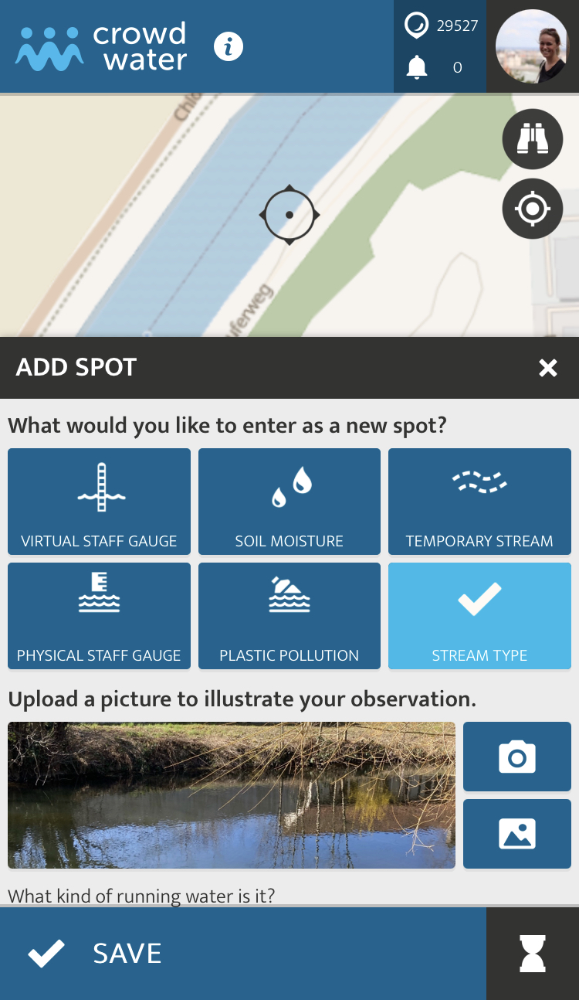 crowd
water
i
29527
0
Chlo
uferweg
ADD SPOT
What would you like to enter as a new spot?
VIRTUAL STAFF GAUGE
SOIL MOISTURE
TEMPORARY STREAM
PHYSICAL STAFF GAUGE
PLASTIC POLLUTION
STREAM TYPE
Upload a picture to illustrate your observation.
What kind of running water is it?
SAVE